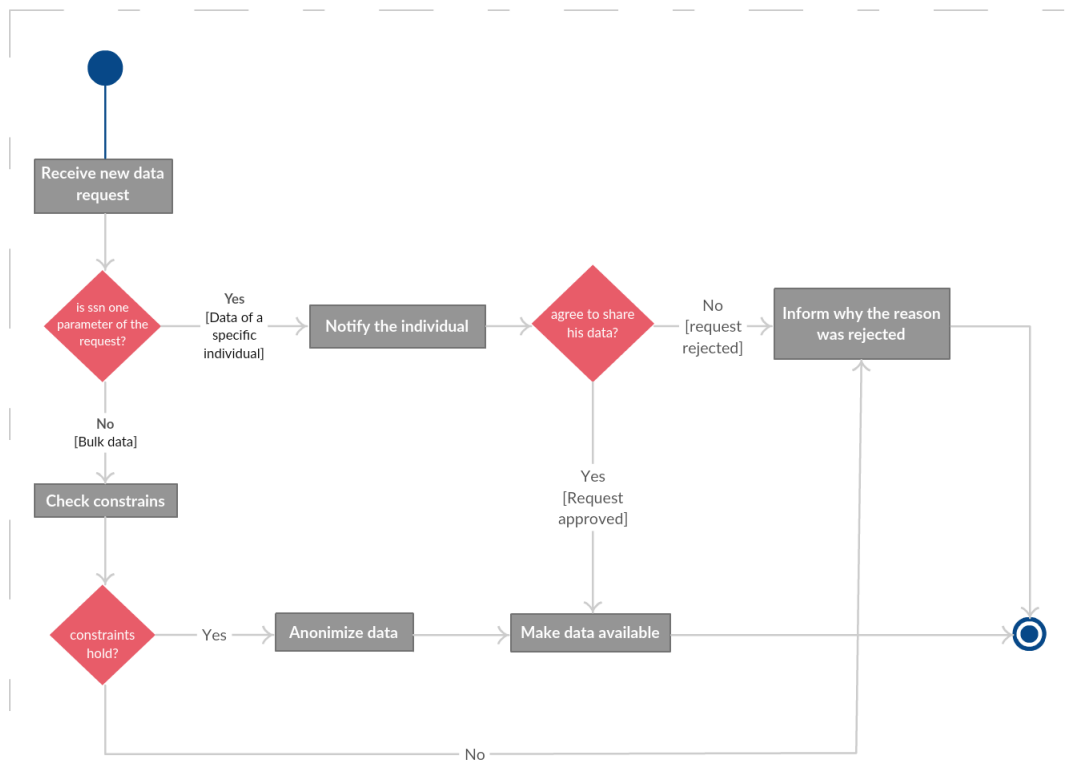 Receive new data
request
is ssn one
parameter of the
request?
Yes
[Data of a
specific
individual]
Notify the individual
agree to share
his data?
No
[request
rejected]
Inform why the reason
was rejected
No
[Bulk data]
Check constrains
Yes
[Request
approved]
constraints
hold?
Yes
Anonimize data
Make data available
No